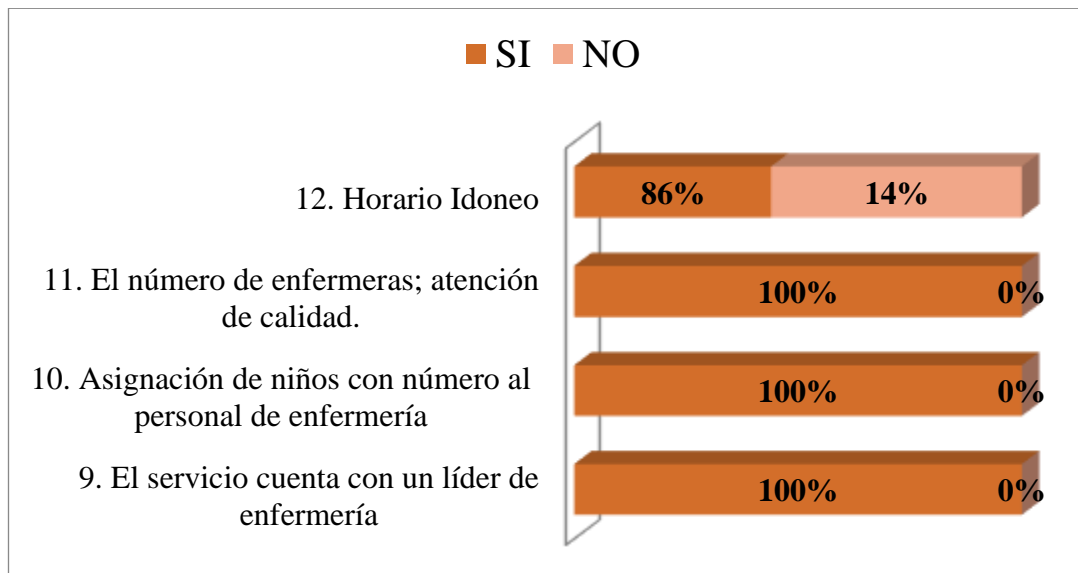 SI NO
12. Horario Idoneo
86% 14%
11. El número de enfermeras; atención
de calidad.
100% 0%
10. Asignación de niños con número al
personal de enfermería
100% 0%
9. El servicio cuenta con un líder de
enfermería
100% 0%